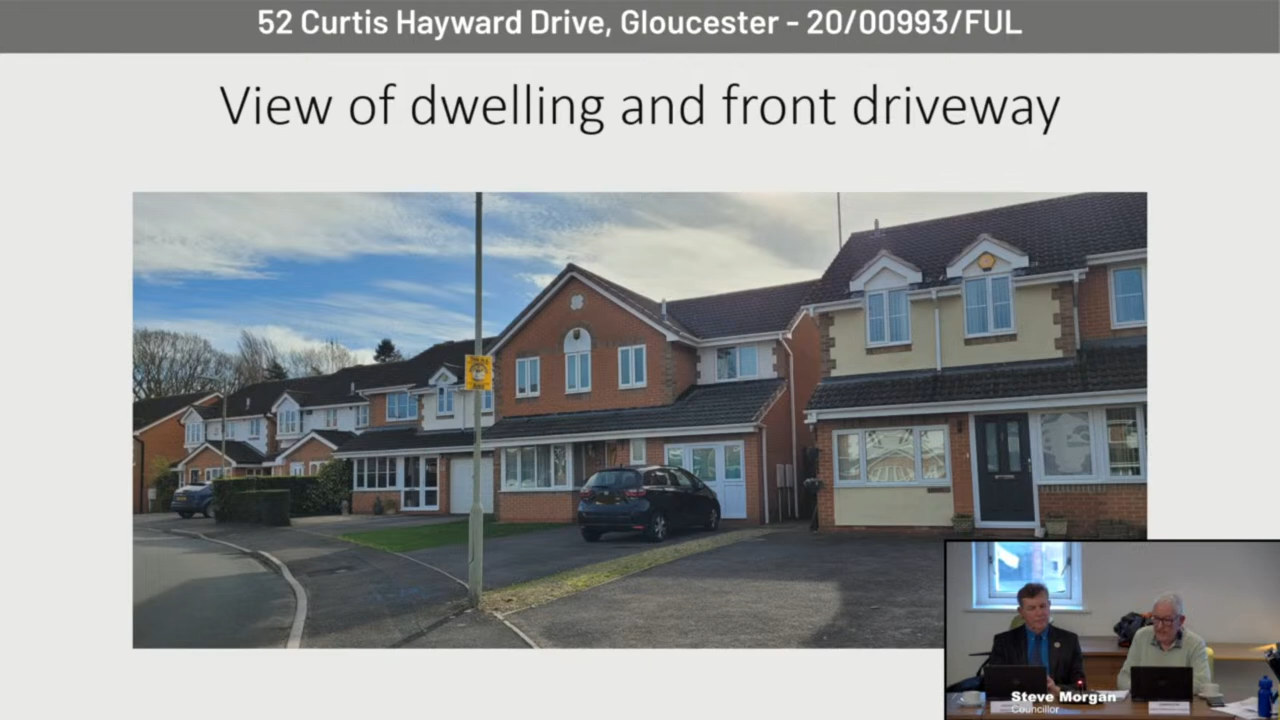 52 Curtis Hayward Drive, Gloucester - 20/00993/FUL
View of dwelling and front driveway
Steve Morgan
Councillor